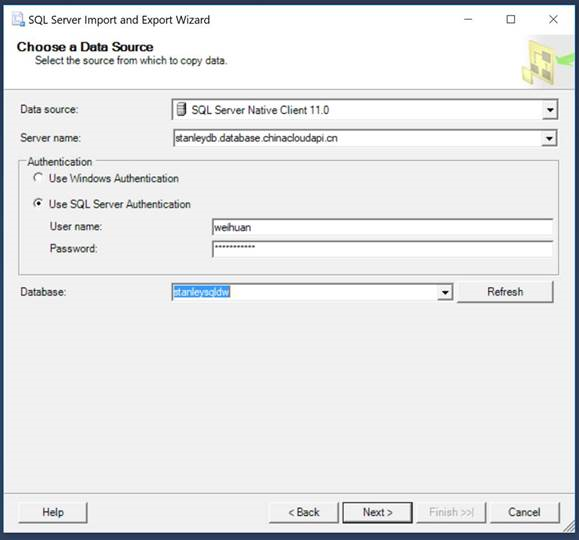 SQL Server Import and Export Wizard
Choose a Data Source
Select the source from which to copy data.
Data source: SQL Server Native Client 11.0
Server name: stanleydb.database.chinacloudapi.cn
Authentication
Use Windows Authentication
Use SQL Server Authentication
User name: weihuan
Password: ***********
Database: stanleysqldw Refresh
Help < Back Next > Finish >>| Cancel